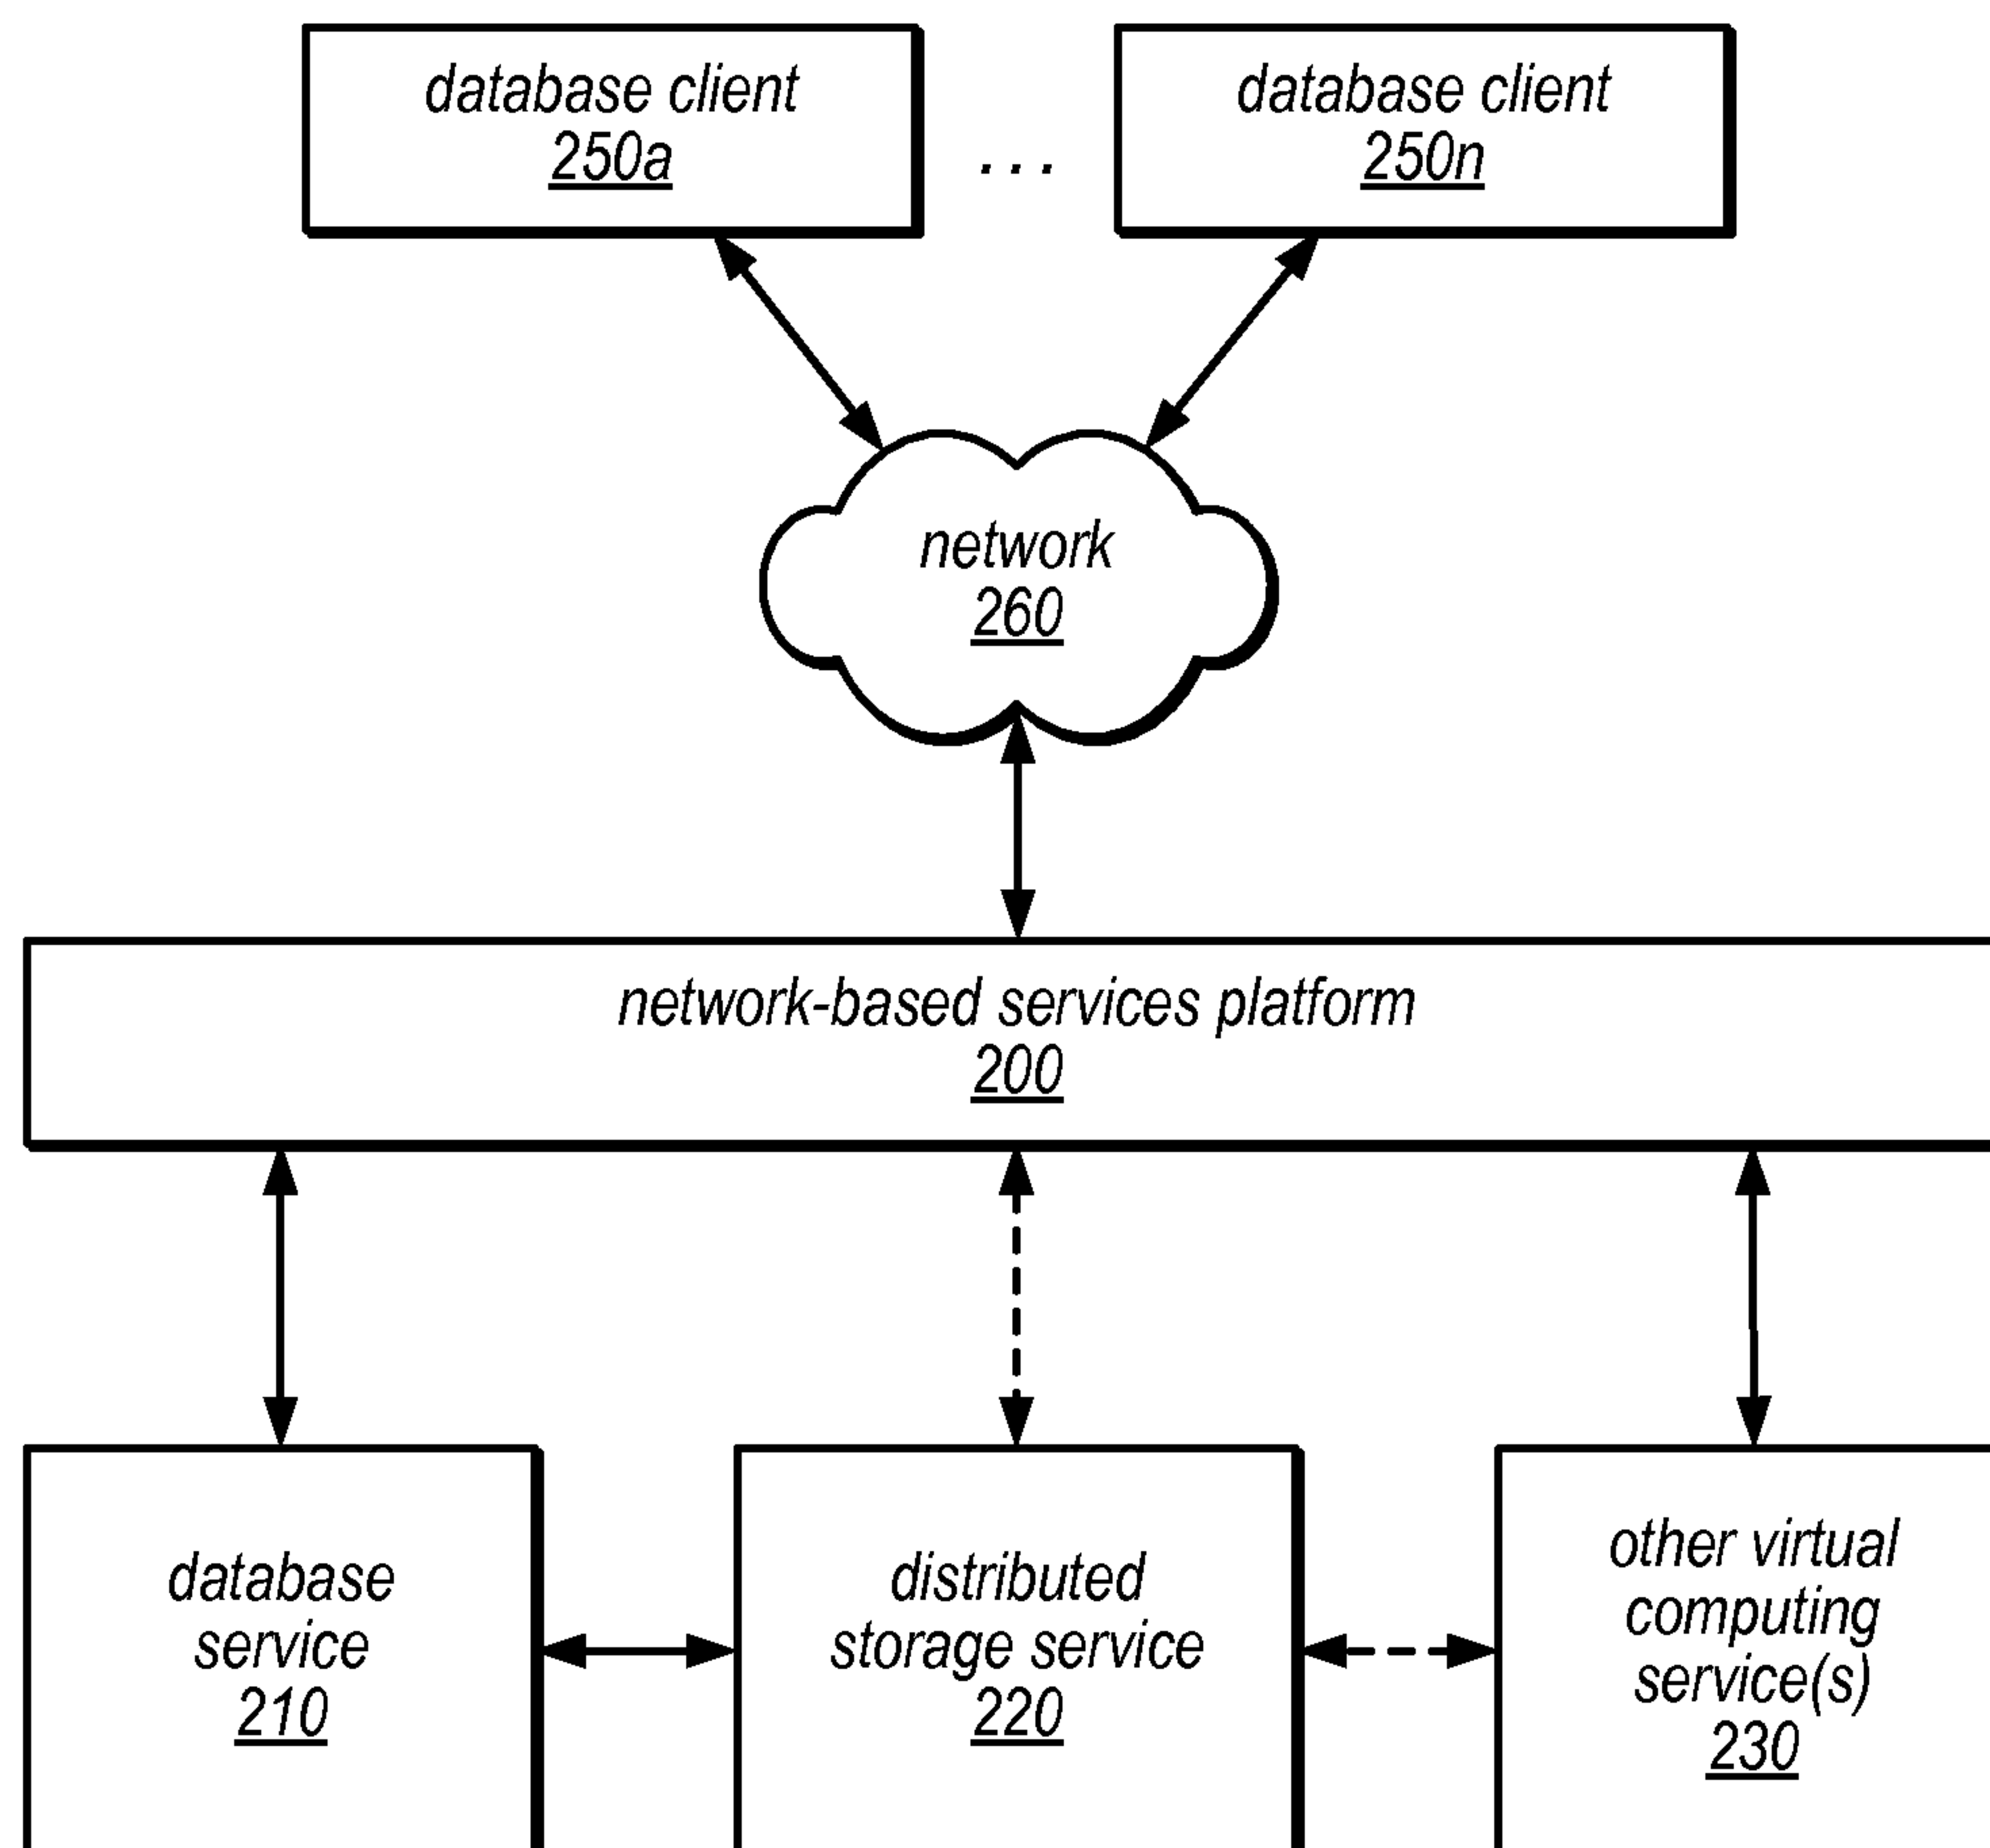 database client
250a
. . .
database client
250n
network
260
network-based services platform
200
database
service
210
distributed
storage service
220
other virtual
computing
service(s)
230